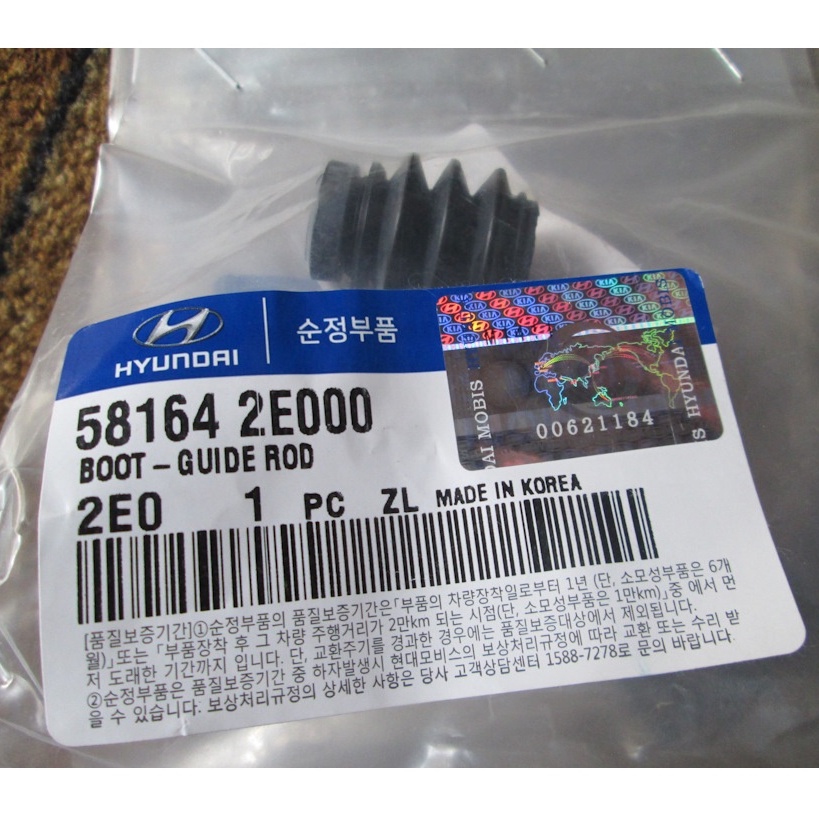 HYUNDAI
순정부품
KIA
DAI MOBIS
S HYUNDA
00621184
58164 2E000
BOOT - GUIDE ROD
2E0 1 PC ZL MADE IN KOREA
[품질보증기간]①순정부품의 품질보증기간은「부품의 차량장착일로부터 1년 (단, 소모성부품은 6개
월)」또는 「부품장착 후 그 차량 주행거리가 2만km 되는 시점(단, 소모성부품은 1만km)」중 에서 먼
저 도래한 기간까지 입니다. 단, 교환주기를 경과한 경우에는 품질보증대상에서 제외됩니다.
②순정부품은 품질보증기간 중 하자발생시 현대모비스의 보상처리규정에 따라 교환 또는 수리 받
을 수 있습니다. 보상처리규정의 상세한 사항은 당사 고객상담센터 1588-7278로 문의 바랍니다.